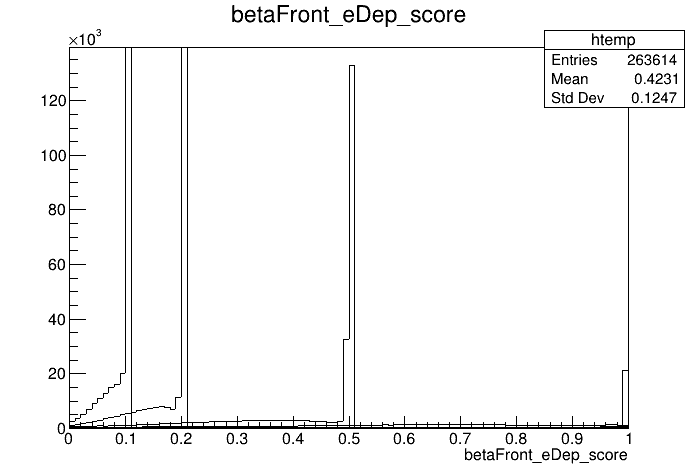 betaFront_eDep_score
×10³
htemp
Entries 263614
Mean 0.4231
Std Dev 0.1247
120
100
80
60
40
20
0
0 0.1 0.2 0.3 0.4 0.5 0.6 0.7 0.8 0.9 1
betaFront_eDep_score